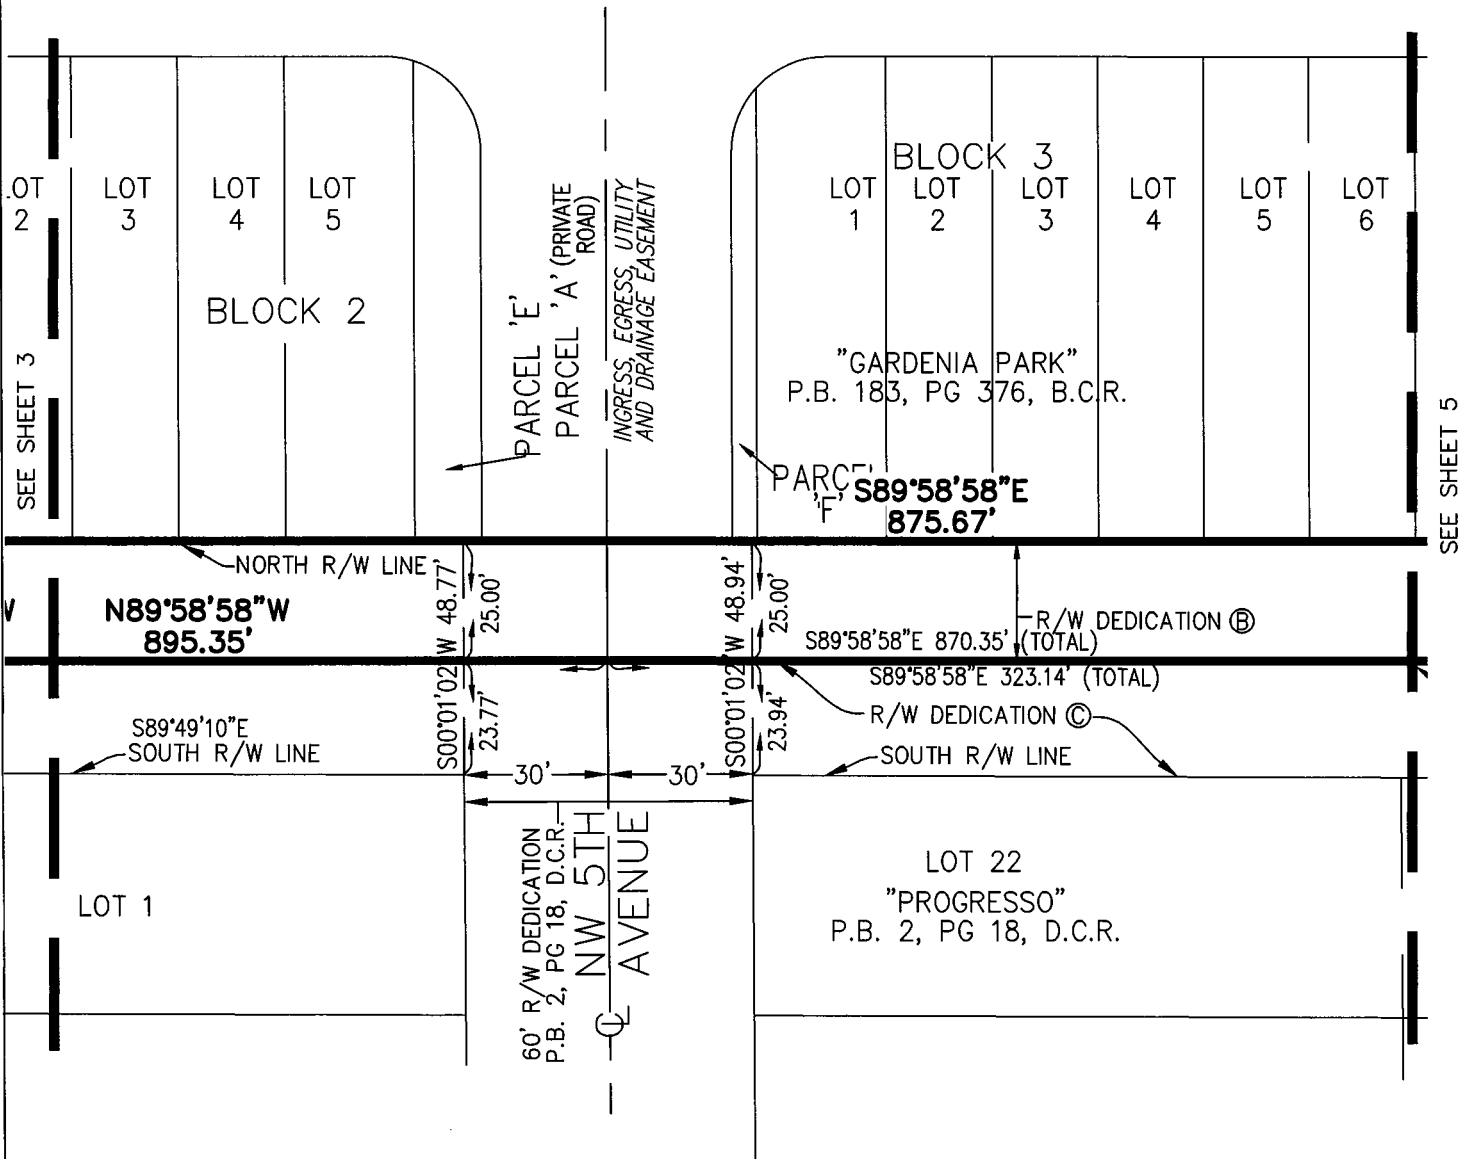 LOT
2
LOT
3
LOT
4
LOT
5
BLOCK 2
SEE SHEET 3
PARCEL 'E'
PARCEL 'A' (PRIVATE
ROAD)
INGRESS, EGRESS, UTILITY
AND DRAINAGE EASEMENT
BLOCK 3
LOT
1
LOT
2
LOT
3
LOT
4
LOT
5
LOT
6
"GARDENIA PARK"
P.B. 183, PG 376, B.C.R.
PARCEL
'F'
S89°58'58"E
875.67'
SEE SHEET 5
NORTH R/W LINE
N89°58'58"W
895.35'
S00°01'02"W 48.77'
25.00'
23.77'
S00°01'02"W 48.94'
25.00'
23.94'
R/W DEDICATION Ⓑ
S89°58'58"E 870.35' (TOTAL)
S89°58'58"E 323.14' (TOTAL)
R/W DEDICATION Ⓒ
S89°49'10"E
SOUTH R/W LINE
SOUTH R/W LINE
30'
30'
60' R/W DEDICATION
P.B. 2, PG 18, D.C.R.
NW 5TH
AVENUE
℄
LOT 1
LOT 22
"PROGRESSO"
P.B. 2, PG 18, D.C.R.